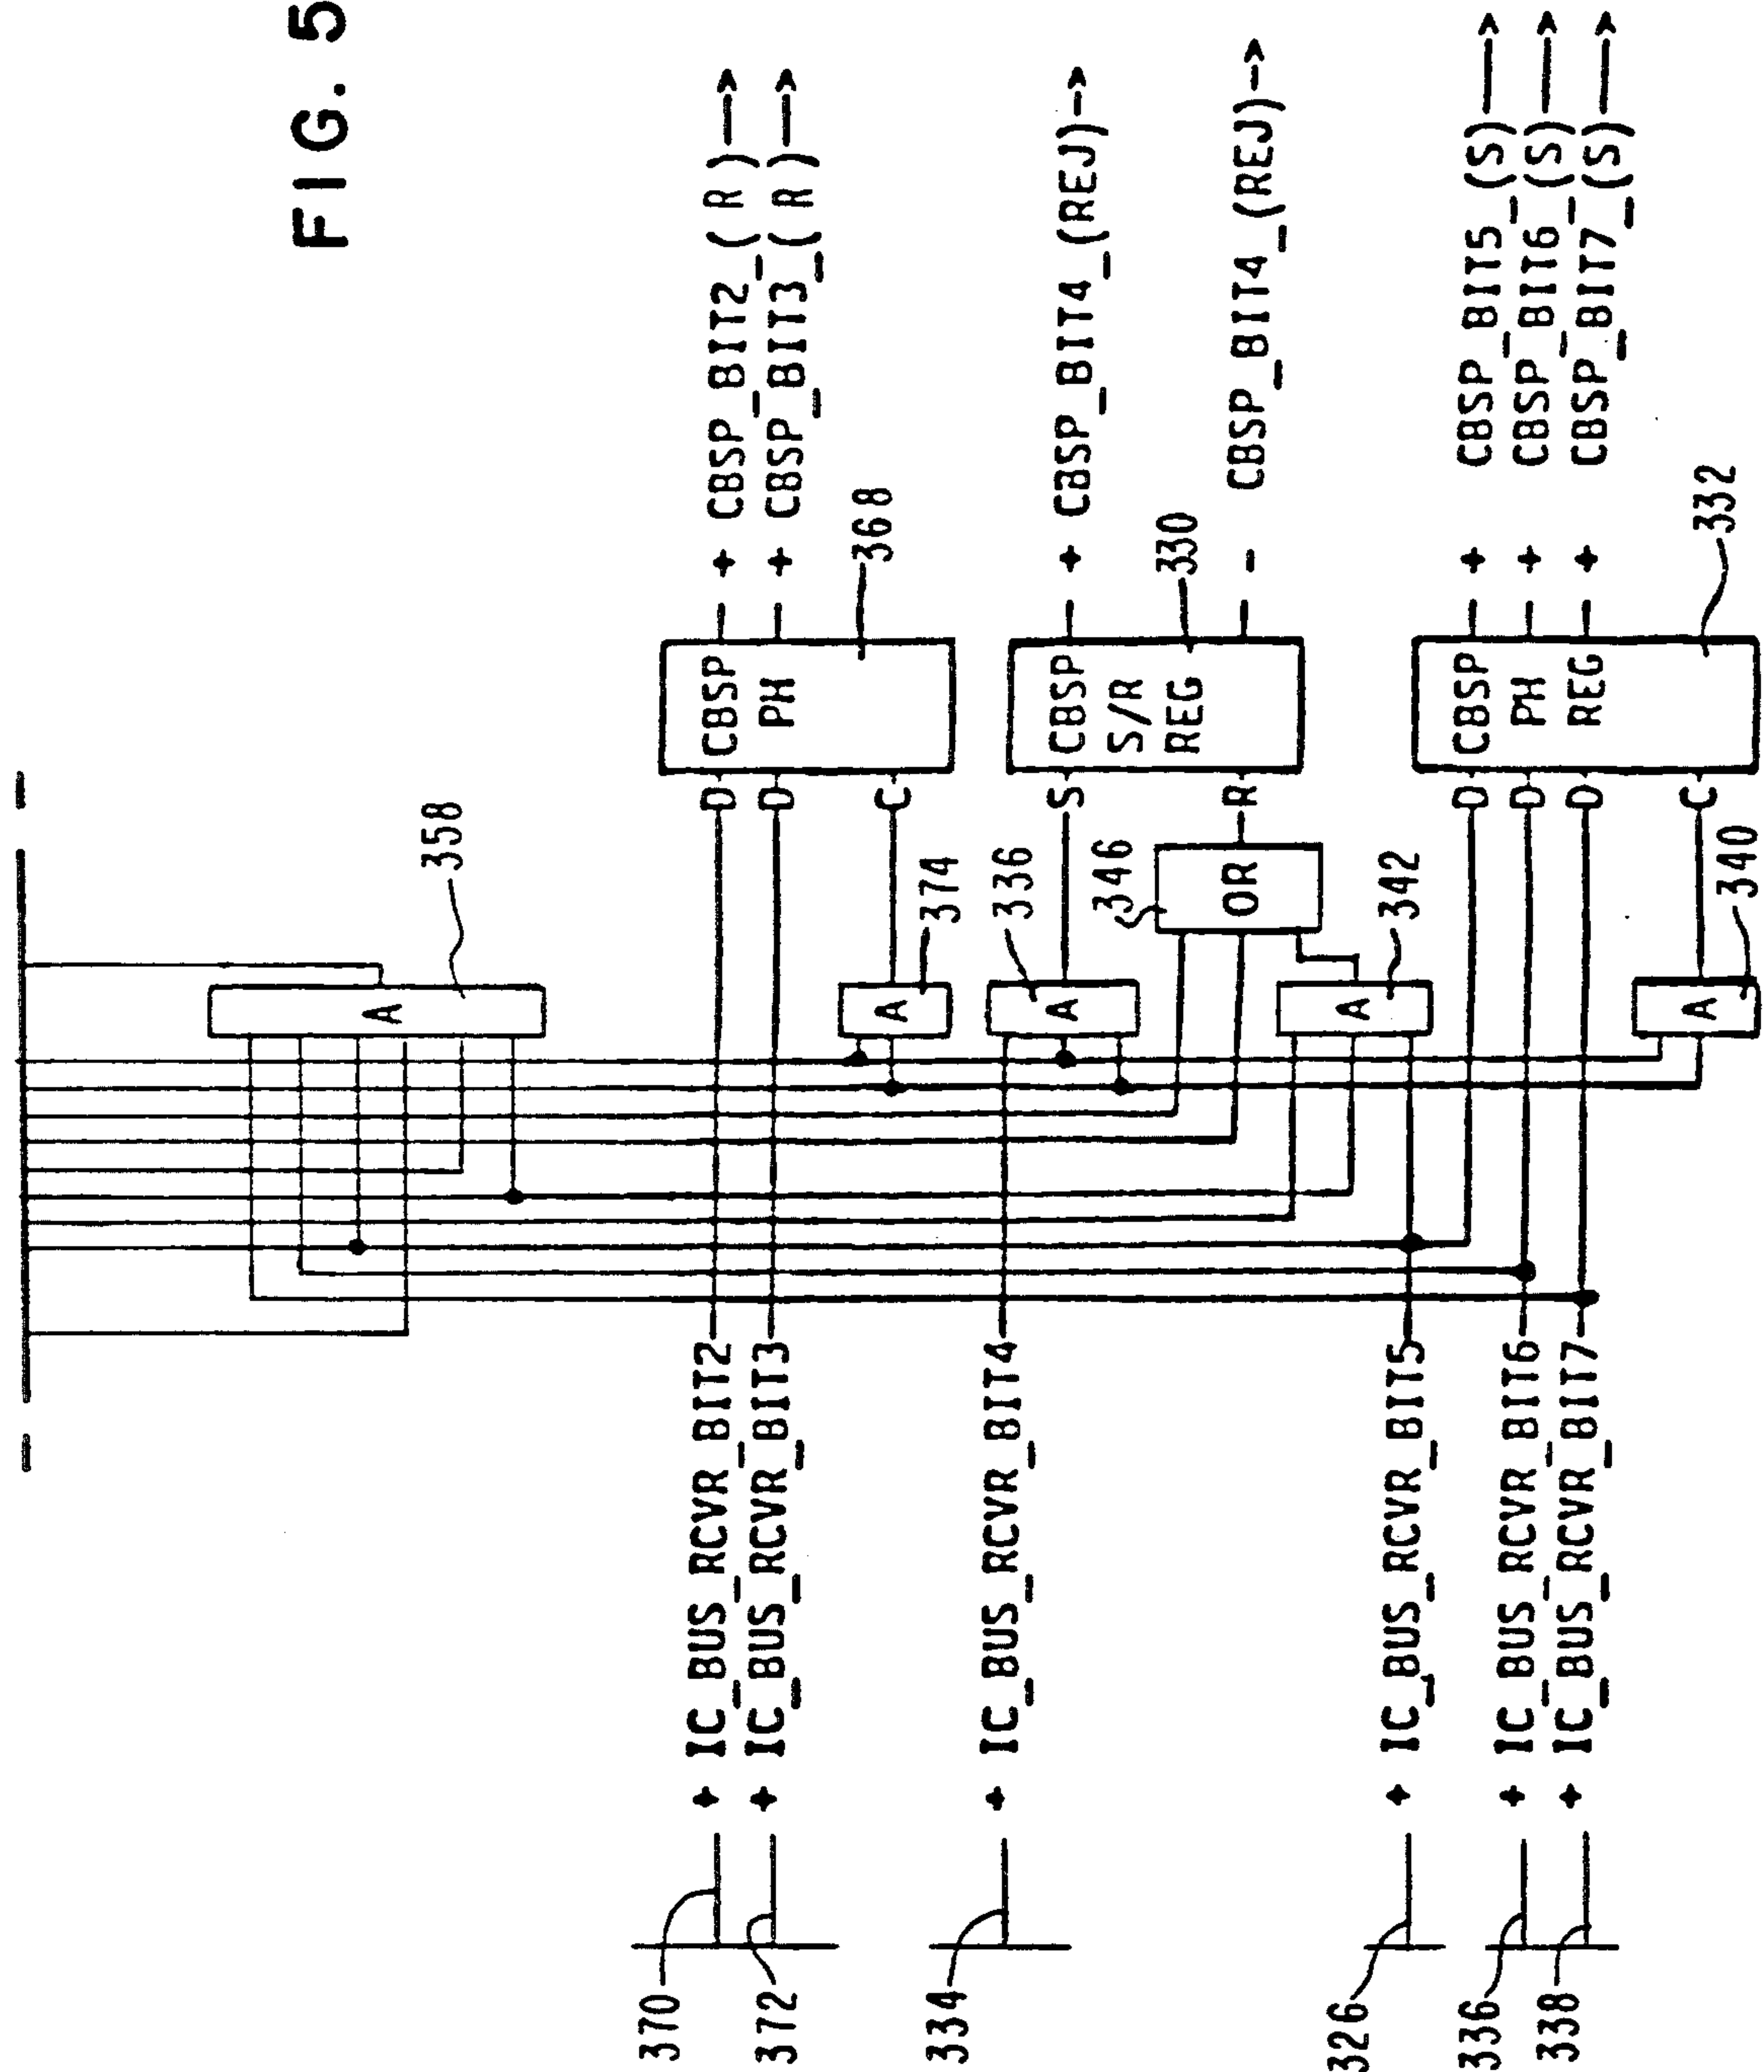 FIG. 5
358
370
+ IC_BUS_RCVR_BIT2
D
CBSP
+ CBSP_BIT2_(R)
372
+ IC_BUS_RCVR_BIT3
D
PH
+ CBSP_BIT3_(R)
A
A
374
C
368
334
+ IC_BUS_RCVR_BIT4
A
336
S
CBSP
S/R
REG
+ CBSP_BIT4_(REJ)
346
OR
R
330
- CBSP_BIT4_(REJ)
326
+ IC_BUS_RCVR_BIT5
A
342
D
CBSP
+ CBSP_BIT5_(S)
336
+ IC_BUS_RCVR_BIT6
D
PH
+ CBSP_BIT6_(S)
338
+ IC_BUS_RCVR_BIT7
D
REG
+ CBSP_BIT7_(S)
A
340
C
332